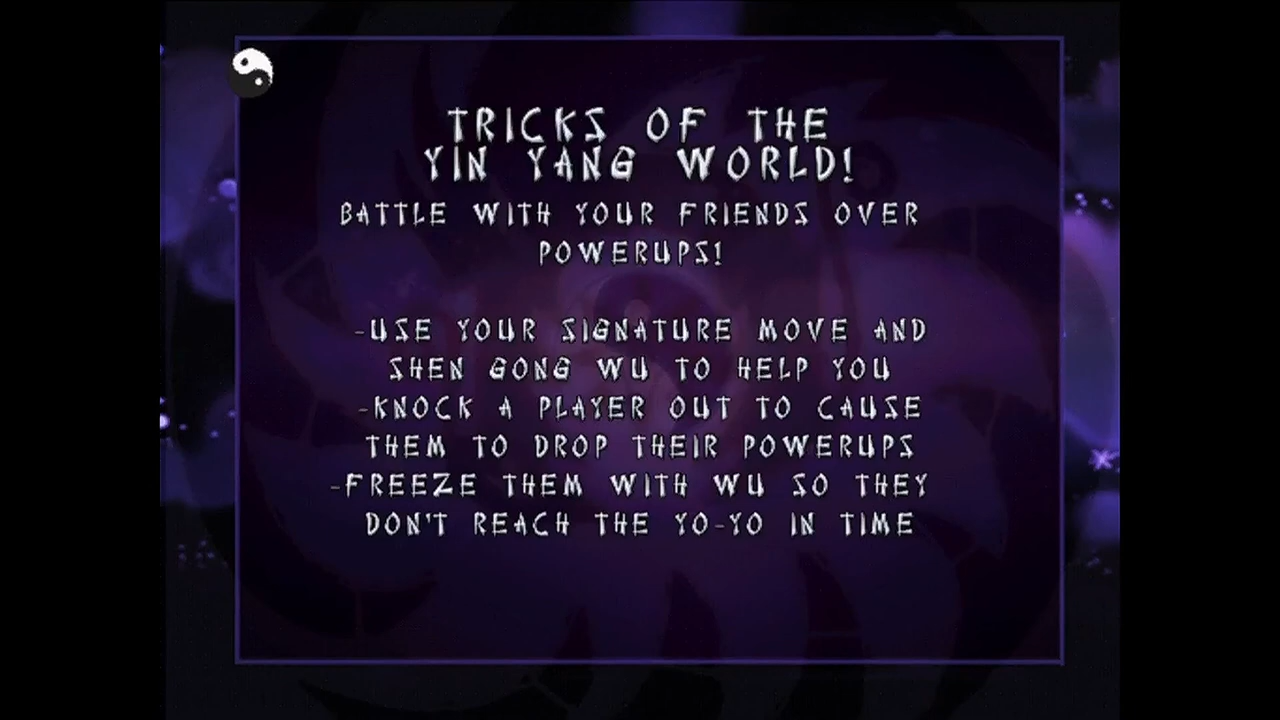 TRICKS OF THE
YIN YANG WORLD!
BATTLE WITH YOUR FRIENDS OVER
POWERUPS!
-USE YOUR SIGNATURE MOVE AND
SHEN GONG WU TO HELP YOU
-KNOCK A PLAYER OUT TO CAUSE
THEM TO DROP THEIR POWERUPS
-FREEZE THEM WITH WU SO THEY
DON'T REACH THE YO-YO IN TIME